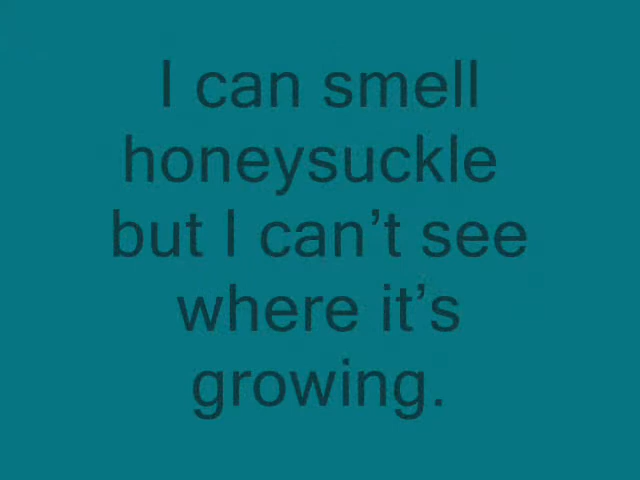 I can smell
honeysuckle
but I can’t see
where it’s
growing.